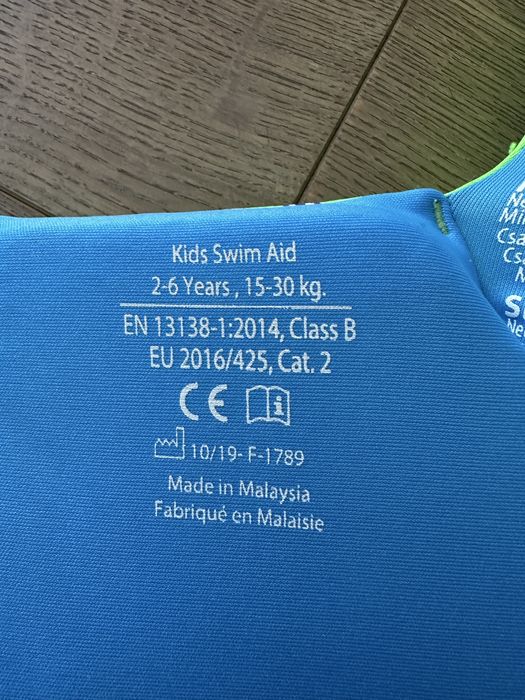 Kids Swim Aid
2-6 Years , 15-30 kg.
EN 13138-1:2014, Class B
EU 2016/425, Cat. 2
CE i
10/19- F-1789
Made in Malaysia
Fabriqué en Malaisie